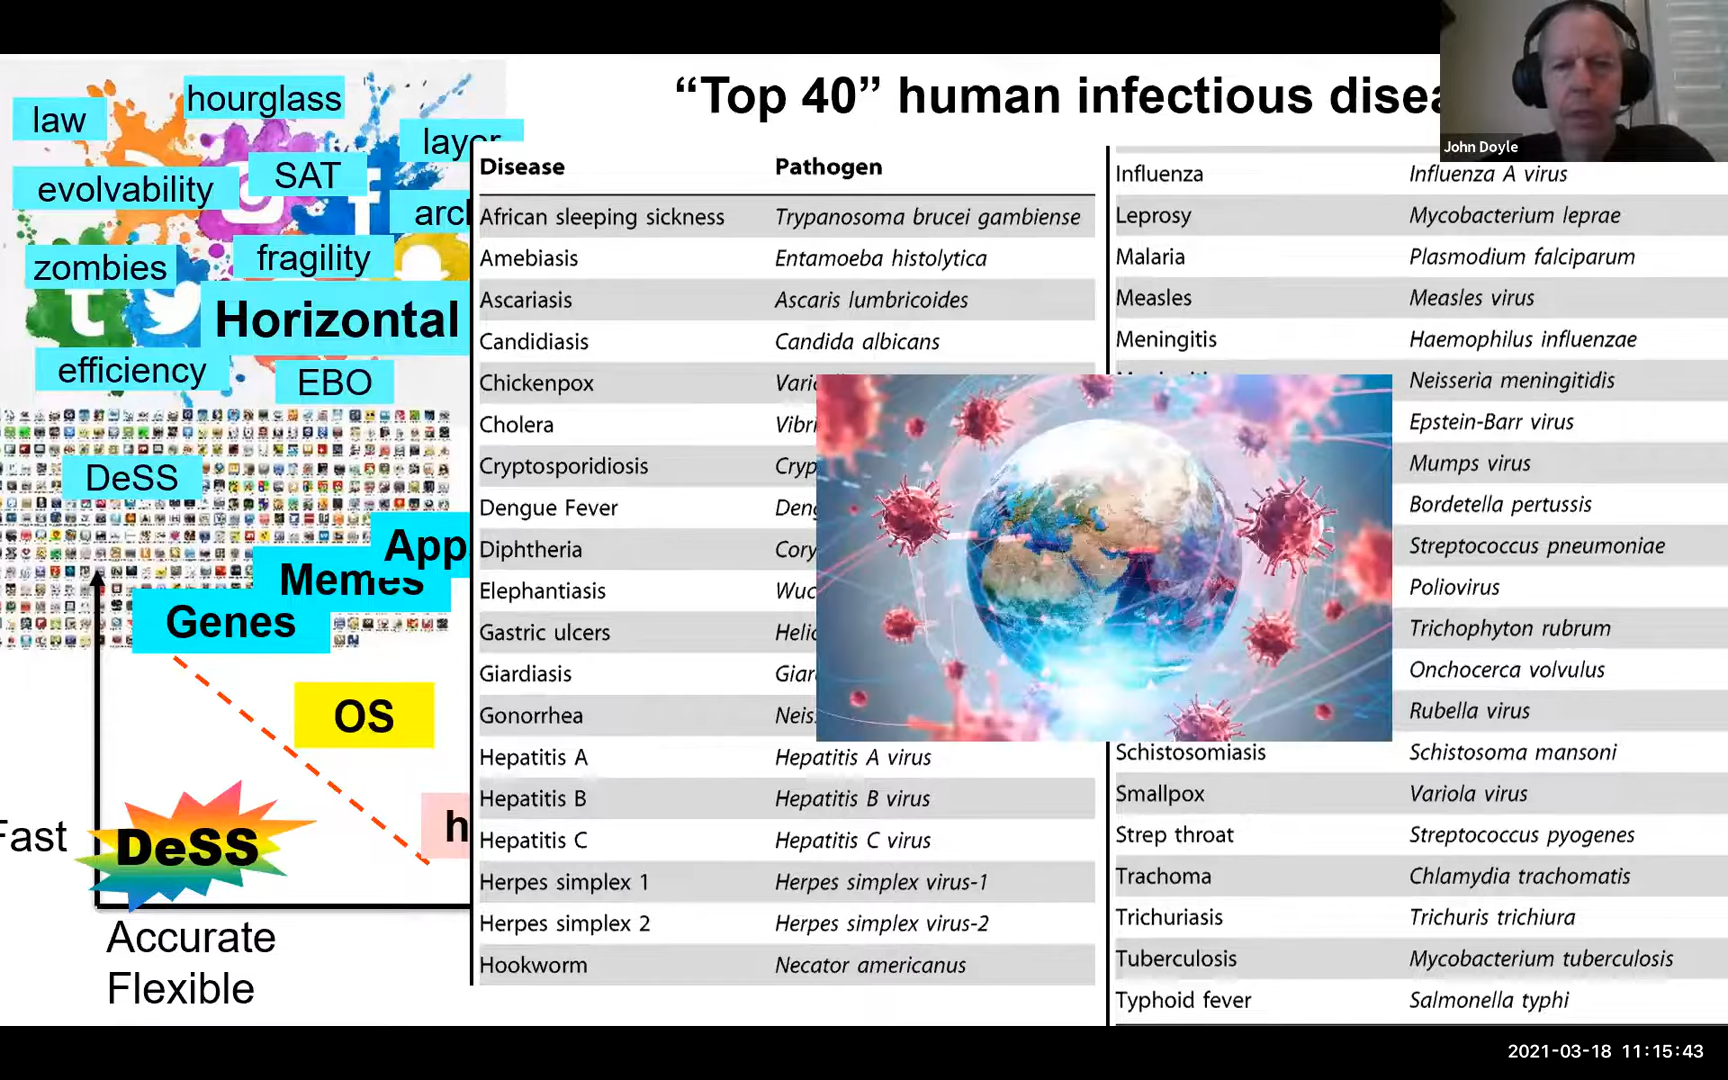 “Top 40” human infectious disea
John Doyle
law
hourglass
layer
evolvability
SAT
arch
zombies
fragility
Horizontal
efficiency
EBO
DeSS
App
Memes
Genes
OS
h
Fast
DeSS
Accurate
Flexible
Disease Pathogen
African sleeping sickness Trypanosoma brucei gambiense
Amebiasis Entamoeba histolytica
Ascariasis Ascaris lumbricoides
Candidiasis Candida albicans
Chickenpox Vari
Cholera Vibri
Cryptosporidiosis Cryp
Dengue Fever Deng
Diphtheria Cory
Elephantiasis Wuc
Gastric ulcers Helic
Giardiasis Giar
Gonorrhea Neis
Hepatitis A Hepatitis A virus
Hepatitis B Hepatitis B virus
Hepatitis C Hepatitis C virus
Herpes simplex 1 Herpes simplex virus-1
Herpes simplex 2 Herpes simplex virus-2
Hookworm Necator americanus
Influenza Influenza A virus
Leprosy Mycobacterium leprae
Malaria Plasmodium falciparum
Measles Measles virus
Meningitis Haemophilus influenzae
Neisseria meningitidis
Epstein-Barr virus
Mumps virus
Bordetella pertussis
Streptococcus pneumoniae
Poliovirus
Trichophyton rubrum
Onchocerca volvulus
Rubella virus
Schistosomiasis Schistosoma mansoni
Smallpox Variola virus
Strep throat Streptococcus pyogenes
Trachoma Chlamydia trachomatis
Trichuriasis Trichuris trichiura
Tuberculosis Mycobacterium tuberculosis
Typhoid fever Salmonella typhi
2021-03-18 11:15:43